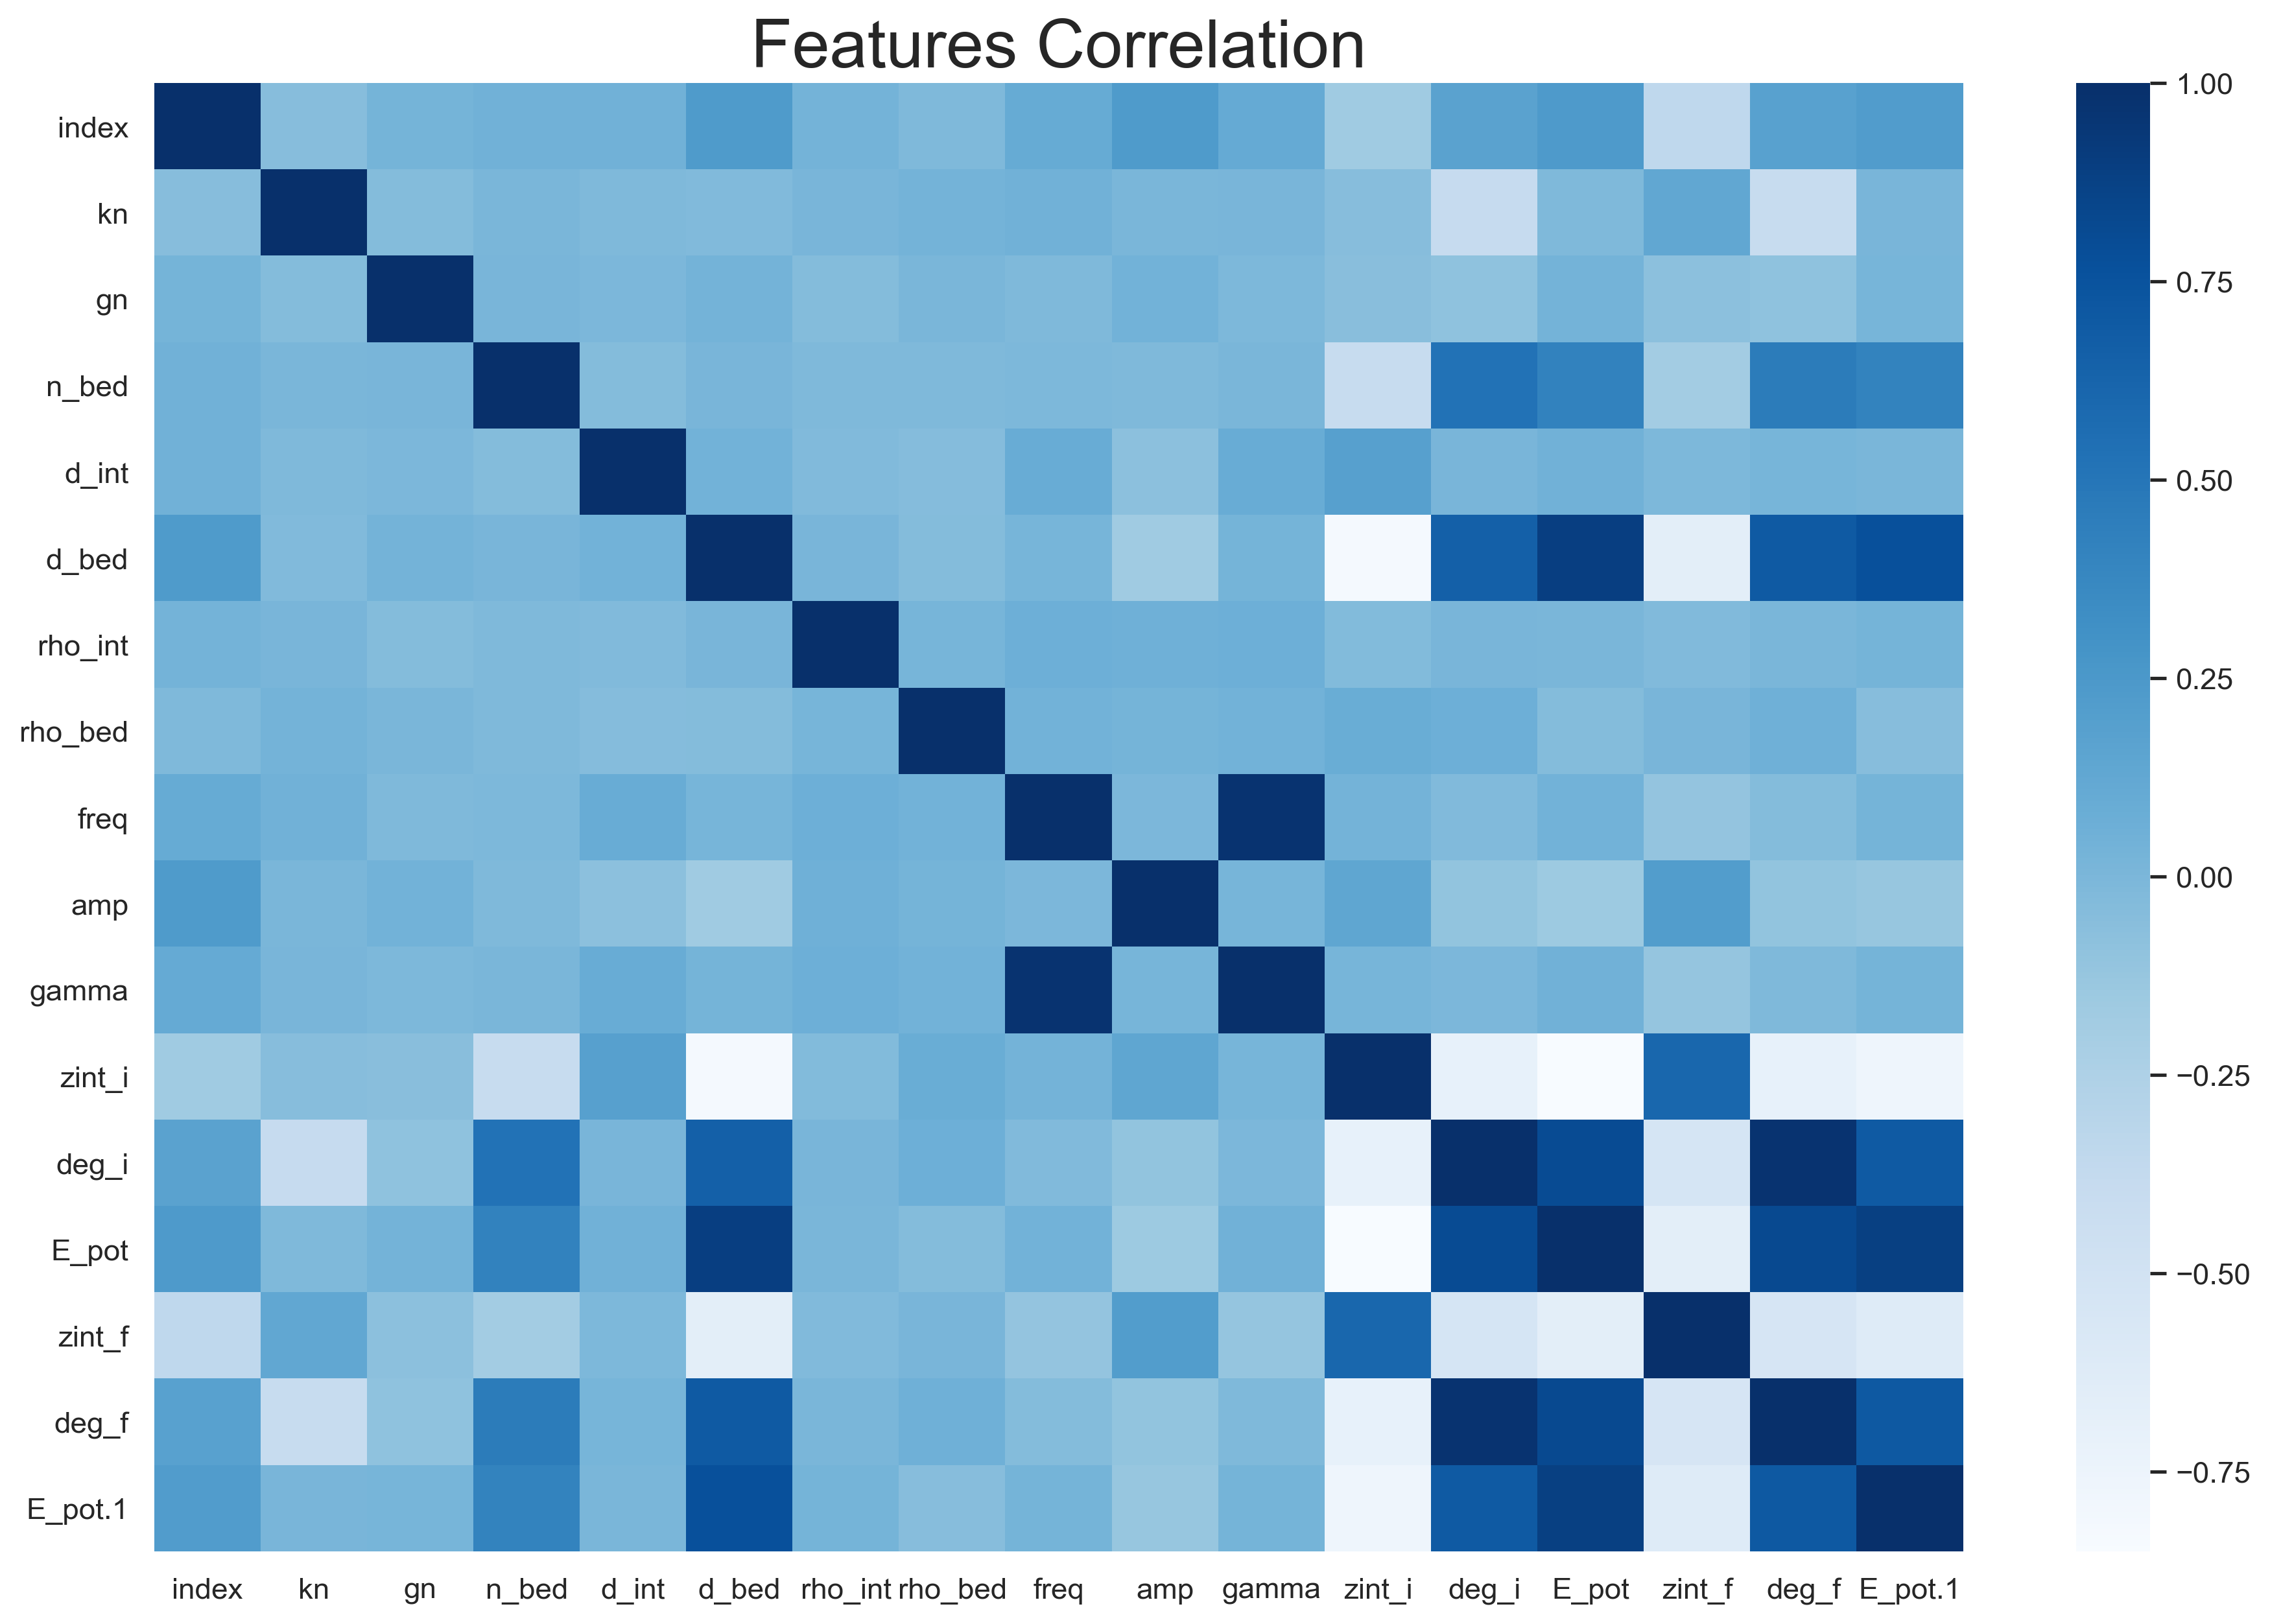 Features Correlation
index
kn
gn
n_bed
d_int
d_bed
rho_int
rho_bed
freq
amp
gamma
zint_i
deg_i
E_pot
zint_f
deg_f
E_pot.1
index kn gn n_bed d_int d_bed rho_int rho_bed freq amp gamma zint_i deg_i E_pot zint_f deg_f E_pot.1
1.00
0.75
0.50
0.25
0.00
−0.25
−0.50
−0.75